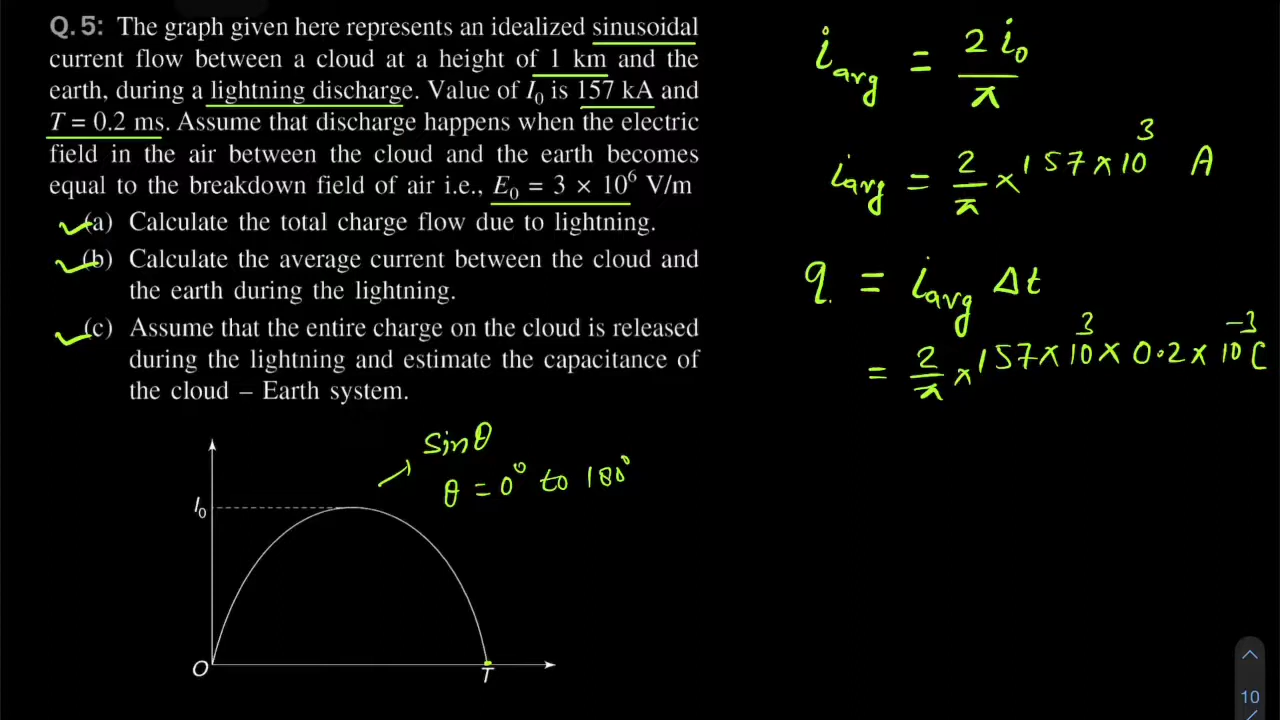 Q. 5: The graph given here represents an idealized sinusoidal
current flow between a cloud at a height of 1 km and the
earth, during a lightning discharge. Value of I₀ is 157 kA and
T = 0.2 ms. Assume that discharge happens when the electric
field in the air between the cloud and the earth becomes
equal to the breakdown field of air i.e., E₀ = 3 × 10⁶ V/m
(a) Calculate the total charge flow due to lightning.
(b) Calculate the average current between the cloud and
the earth during the lightning.
(c) Assume that the entire charge on the cloud is released
during the lightning and estimate the capacitance of
the cloud – Earth system.
sinθ
θ = 0° to 180°
I₀
O
T
i_avg = 2 i₀ / π
i_avg = 2/π × 157 × 10³ A
q. = i_avg Δt
= 2/π × 157 × 10³ × 0.2 × 10⁻³ C
10